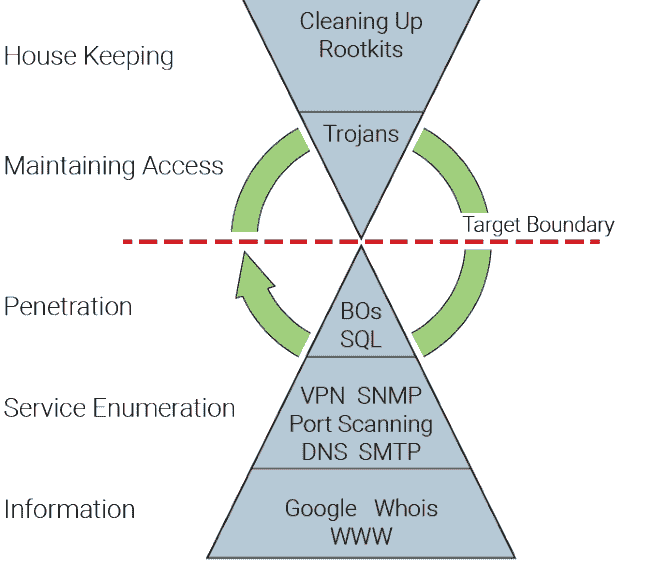 Cleaning Up
Rootkits
House Keeping
Trojans
Maintaining Access
Target Boundary
Penetration
BOs
SQL
Service Enumeration
VPN SNMP
Port Scanning
DNS SMTP
Information
Google Whois
WWW